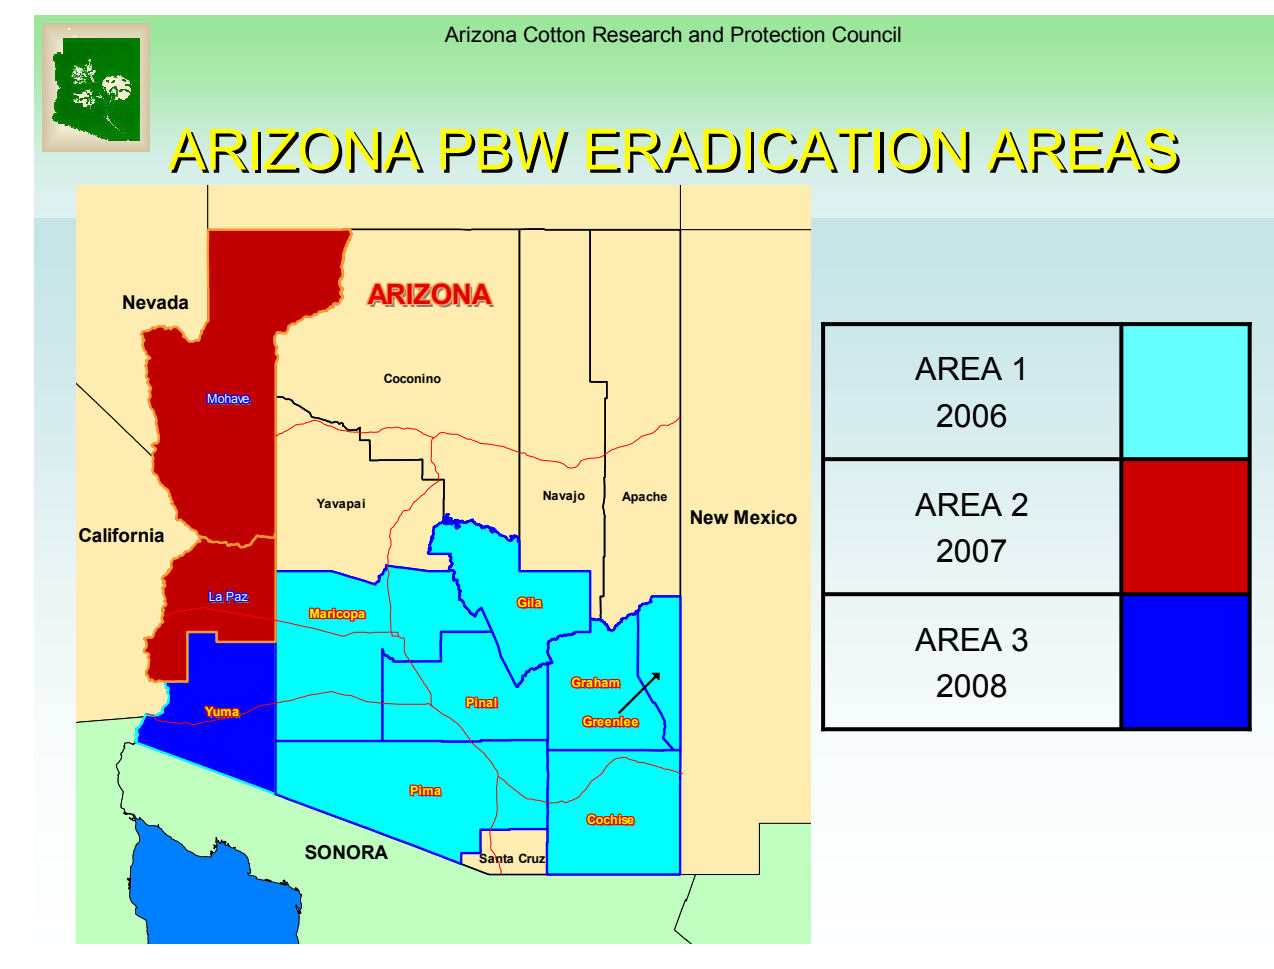 Arizona Cotton Research and Protection Council
ARIZONA PBW ERADICATION AREAS
Nevada
ARIZONA
Coconino
Mohave
Yavapai
Navajo
Apache
New Mexico
California
La Paz
Maricopa
Gila
Graham
Pinal
Yuma
Greenlee
Pima
Cochise
SONORA
Santa Cruz
AREA 1
2006
AREA 2
2007
AREA 3
2008